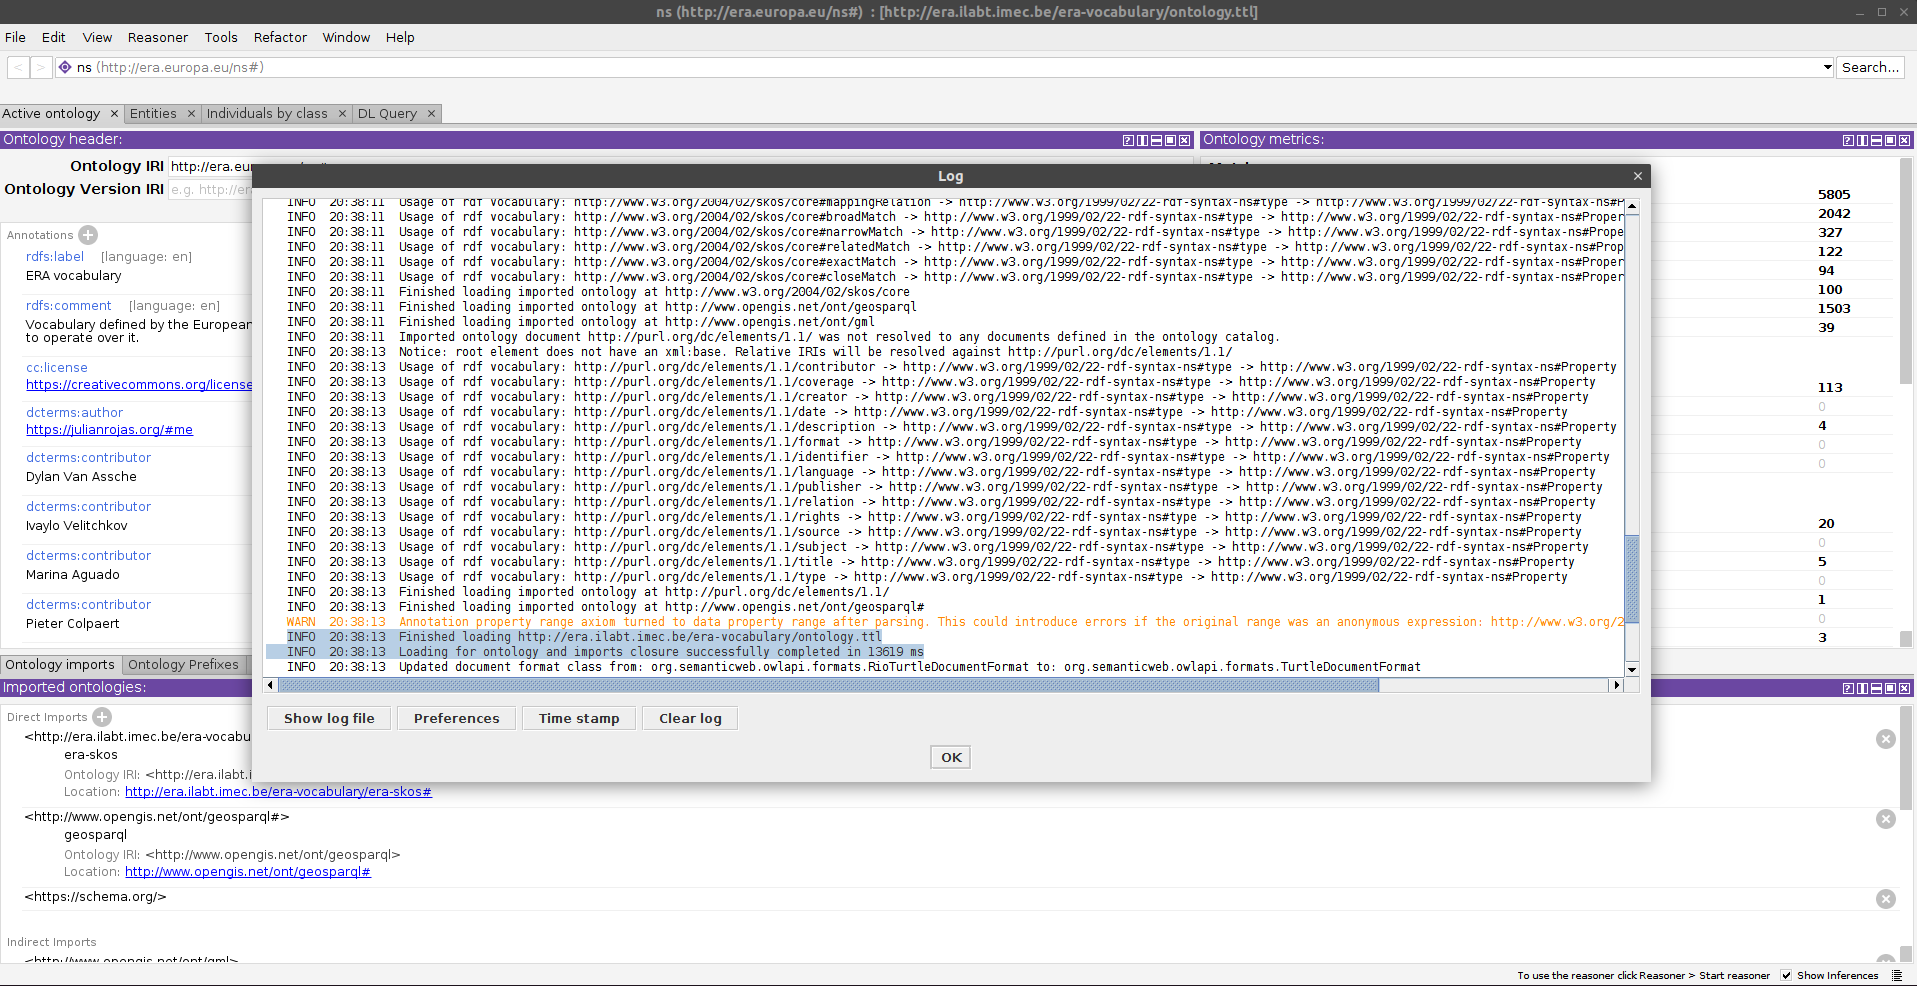 ns (http://era.europa.eu/ns#)  : [http://era.ilabt.imec.be/era-vocabulary/ontology.ttl]
File Edit View Reasoner Tools Refactor Window Help
< > ns (http://era.europa.eu/ns#) Search...
Active ontology × Entities × Individuals by class × DL Query ×
Ontology header:
Ontology IRI http://era.eu
Ontology Version IRI e.g. http://er
Annotations
rdfs:label [language: en]
ERA vocabulary
rdfs:comment [language: en]
Vocabulary defined by the European
to operate over it.
cc:license
https://creativecommons.org/license
dcterms:author
https://julianrojas.org/#me
dcterms:contributor
Dylan Van Assche
dcterms:contributor
Ivaylo Velitchkov
dcterms:contributor
Marina Aguado
dcterms:contributor
Pieter Colpaert
Ontology metrics:
5805
2042
327
122
94
100
1503
39
113
0
4
0
0
20
0
5
0
1
0
3
Log
INFO 20:38:11 Usage of rdf vocabulary: http://www.w3.org/2004/02/skos/core#mappingRelation -> http://www.w3.org/1999/02/22-rdf-syntax-ns#type -> http://www.w3.org/1999/02/22-rdf-syntax-ns#P
INFO 20:38:11 Usage of rdf vocabulary: http://www.w3.org/2004/02/skos/core#broadMatch -> http://www.w3.org/1999/02/22-rdf-syntax-ns#type -> http://www.w3.org/1999/02/22-rdf-syntax-ns#Proper
INFO 20:38:11 Usage of rdf vocabulary: http://www.w3.org/2004/02/skos/core#narrowMatch -> http://www.w3.org/1999/02/22-rdf-syntax-ns#type -> http://www.w3.org/1999/02/22-rdf-syntax-ns#Prope
INFO 20:38:11 Usage of rdf vocabulary: http://www.w3.org/2004/02/skos/core#relatedMatch -> http://www.w3.org/1999/02/22-rdf-syntax-ns#type -> http://www.w3.org/1999/02/22-rdf-syntax-ns#Prop
INFO 20:38:11 Usage of rdf vocabulary: http://www.w3.org/2004/02/skos/core#exactMatch -> http://www.w3.org/1999/02/22-rdf-syntax-ns#type -> http://www.w3.org/1999/02/22-rdf-syntax-ns#Proper
INFO 20:38:11 Usage of rdf vocabulary: http://www.w3.org/2004/02/skos/core#closeMatch -> http://www.w3.org/1999/02/22-rdf-syntax-ns#type -> http://www.w3.org/1999/02/22-rdf-syntax-ns#Proper
INFO 20:38:11 Finished loading imported ontology at http://www.w3.org/2004/02/skos/core
INFO 20:38:11 Finished loading imported ontology at http://www.opengis.net/ont/geosparql
INFO 20:38:11 Finished loading imported ontology at http://www.opengis.net/ont/gml
INFO 20:38:11 Imported ontology document http://purl.org/dc/elements/1.1/ was not resolved to any documents defined in the ontology catalog.
INFO 20:38:13 Notice: root element does not have an xml:base. Relative IRIs will be resolved against http://purl.org/dc/elements/1.1/
INFO 20:38:13 Usage of rdf vocabulary: http://purl.org/dc/elements/1.1/contributor -> http://www.w3.org/1999/02/22-rdf-syntax-ns#type -> http://www.w3.org/1999/02/22-rdf-syntax-ns#Property
INFO 20:38:13 Usage of rdf vocabulary: http://purl.org/dc/elements/1.1/coverage -> http://www.w3.org/1999/02/22-rdf-syntax-ns#type -> http://www.w3.org/1999/02/22-rdf-syntax-ns#Property
INFO 20:38:13 Usage of rdf vocabulary: http://purl.org/dc/elements/1.1/creator -> http://www.w3.org/1999/02/22-rdf-syntax-ns#type -> http://www.w3.org/1999/02/22-rdf-syntax-ns#Property
INFO 20:38:13 Usage of rdf vocabulary: http://purl.org/dc/elements/1.1/date -> http://www.w3.org/1999/02/22-rdf-syntax-ns#type -> http://www.w3.org/1999/02/22-rdf-syntax-ns#Property
INFO 20:38:13 Usage of rdf vocabulary: http://purl.org/dc/elements/1.1/description -> http://www.w3.org/1999/02/22-rdf-syntax-ns#type -> http://www.w3.org/1999/02/22-rdf-syntax-ns#Property
INFO 20:38:13 Usage of rdf vocabulary: http://purl.org/dc/elements/1.1/format -> http://www.w3.org/1999/02/22-rdf-syntax-ns#type -> http://www.w3.org/1999/02/22-rdf-syntax-ns#Property
INFO 20:38:13 Usage of rdf vocabulary: http://purl.org/dc/elements/1.1/identifier -> http://www.w3.org/1999/02/22-rdf-syntax-ns#type -> http://www.w3.org/1999/02/22-rdf-syntax-ns#Property
INFO 20:38:13 Usage of rdf vocabulary: http://purl.org/dc/elements/1.1/language -> http://www.w3.org/1999/02/22-rdf-syntax-ns#type -> http://www.w3.org/1999/02/22-rdf-syntax-ns#Property
INFO 20:38:13 Usage of rdf vocabulary: http://purl.org/dc/elements/1.1/publisher -> http://www.w3.org/1999/02/22-rdf-syntax-ns#type -> http://www.w3.org/1999/02/22-rdf-syntax-ns#Property
INFO 20:38:13 Usage of rdf vocabulary: http://purl.org/dc/elements/1.1/relation -> http://www.w3.org/1999/02/22-rdf-syntax-ns#type -> http://www.w3.org/1999/02/22-rdf-syntax-ns#Property
INFO 20:38:13 Usage of rdf vocabulary: http://purl.org/dc/elements/1.1/rights -> http://www.w3.org/1999/02/22-rdf-syntax-ns#type -> http://www.w3.org/1999/02/22-rdf-syntax-ns#Property
INFO 20:38:13 Usage of rdf vocabulary: http://purl.org/dc/elements/1.1/source -> http://www.w3.org/1999/02/22-rdf-syntax-ns#type -> http://www.w3.org/1999/02/22-rdf-syntax-ns#Property
INFO 20:38:13 Usage of rdf vocabulary: http://purl.org/dc/elements/1.1/subject -> http://www.w3.org/1999/02/22-rdf-syntax-ns#type -> http://www.w3.org/1999/02/22-rdf-syntax-ns#Property
INFO 20:38:13 Usage of rdf vocabulary: http://purl.org/dc/elements/1.1/title -> http://www.w3.org/1999/02/22-rdf-syntax-ns#type -> http://www.w3.org/1999/02/22-rdf-syntax-ns#Property
INFO 20:38:13 Usage of rdf vocabulary: http://purl.org/dc/elements/1.1/type -> http://www.w3.org/1999/02/22-rdf-syntax-ns#type -> http://www.w3.org/1999/02/22-rdf-syntax-ns#Property
INFO 20:38:13 Finished loading imported ontology at http://purl.org/dc/elements/1.1/
INFO 20:38:13 Finished loading imported ontology at http://www.opengis.net/ont/geosparql#
WARN 20:38:13 Annotation property range axiom turned to data property range after parsing. This could introduce errors if the original range was an anonymous expression: http://www.w3.org/2
INFO 20:38:13 Finished loading http://era.ilabt.imec.be/era-vocabulary/ontology.ttl
INFO 20:38:13 Loading for ontology and imports closure successfully completed in 13619 ms
INFO 20:38:13 Updated document format class from: org.semanticweb.owlapi.formats.RioTurtleDocumentFormat to: org.semanticweb.owlapi.formats.TurtleDocumentFormat
Show log file Preferences Time stamp Clear log
OK
Ontology imports Ontology Prefixes
Imported ontologies:
Direct Imports
<http://era.ilabt.imec.be/era-vocabu
era-skos
Ontology IRI: <http://era.ilabt.i
Location: http://era.ilabt.imec.be/era-vocabulary/era-skos#
<http://www.opengis.net/ont/geosparql#>
geosparql
Ontology IRI: <http://www.opengis.net/ont/geosparql>
Location: http://www.opengis.net/ont/geosparql#
<https://schema.org/>
Indirect Imports
<http://www.opengis.net/ont/gml>
To use the reasoner click Reasoner > Start reasoner Show Inferences